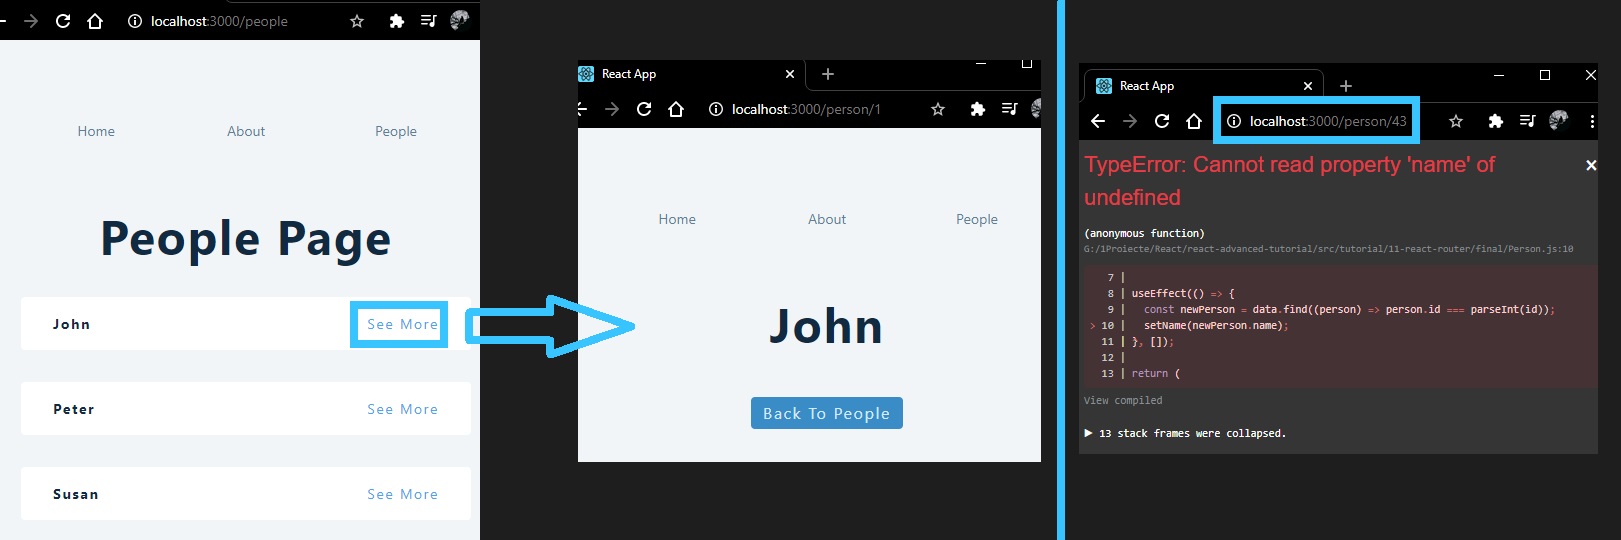 localhost:3000/people
Home About People
People Page
John See More
Peter See More
Susan See More
React App
localhost:3000/person/1
Home About People
John
Back To People
React App
localhost:3000/person/43
TypeError: Cannot read property 'name' of
undefined
(anonymous function)
G:/1Proiecte/React/react-advanced-tutorial/src/tutorial/11-react-router/final/Person.js:10
7 |
8 | useEffect(() => {
9 | const newPerson = data.find((person) => person.id === parseInt(id));
> 10 | setName(newPerson.name);
11 | }, []);
12 |
13 | return (
View compiled
▶ 13 stack frames were collapsed.